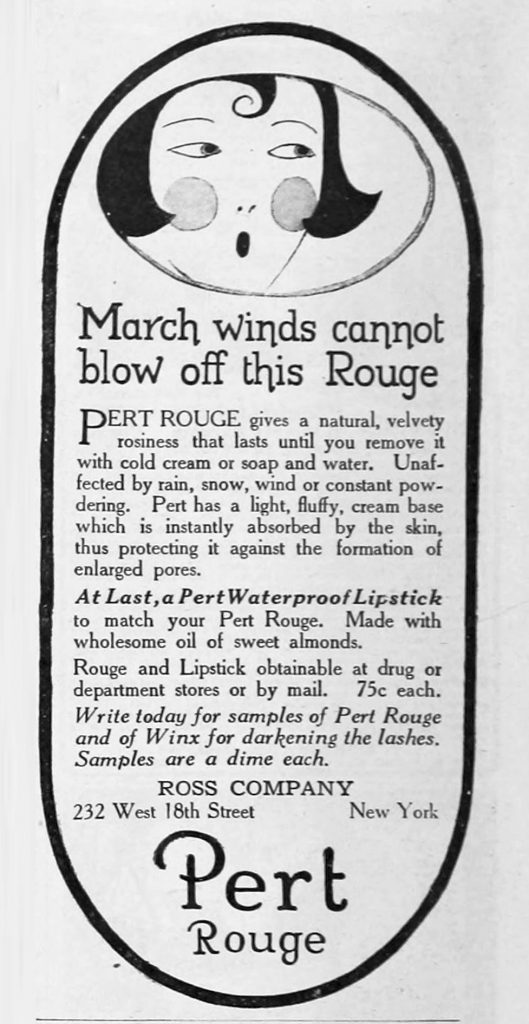 March winds cannot
blow off this Rouge
PERT ROUGE gives a natural, velvety
rosiness that lasts until you remove it
with cold cream or soap and water. Unaf-
fected by rain, snow, wind or constant pow-
dering. Pert has a light, fluffy, cream base
which is instantly absorbed by the skin,
thus protecting it against the formation of
enlarged pores.
At Last, a Pert Waterproof Lipstick
to match your Pert Rouge. Made with
wholesome oil of sweet almonds.
Rouge and Lipstick obtainable at drug or
department stores or by mail. 75c each.
Write today for samples of Pert Rouge
and of Winx for darkening the lashes.
Samples are a dime each.
ROSS COMPANY
232 West 18th Street New York
Pert
Rouge